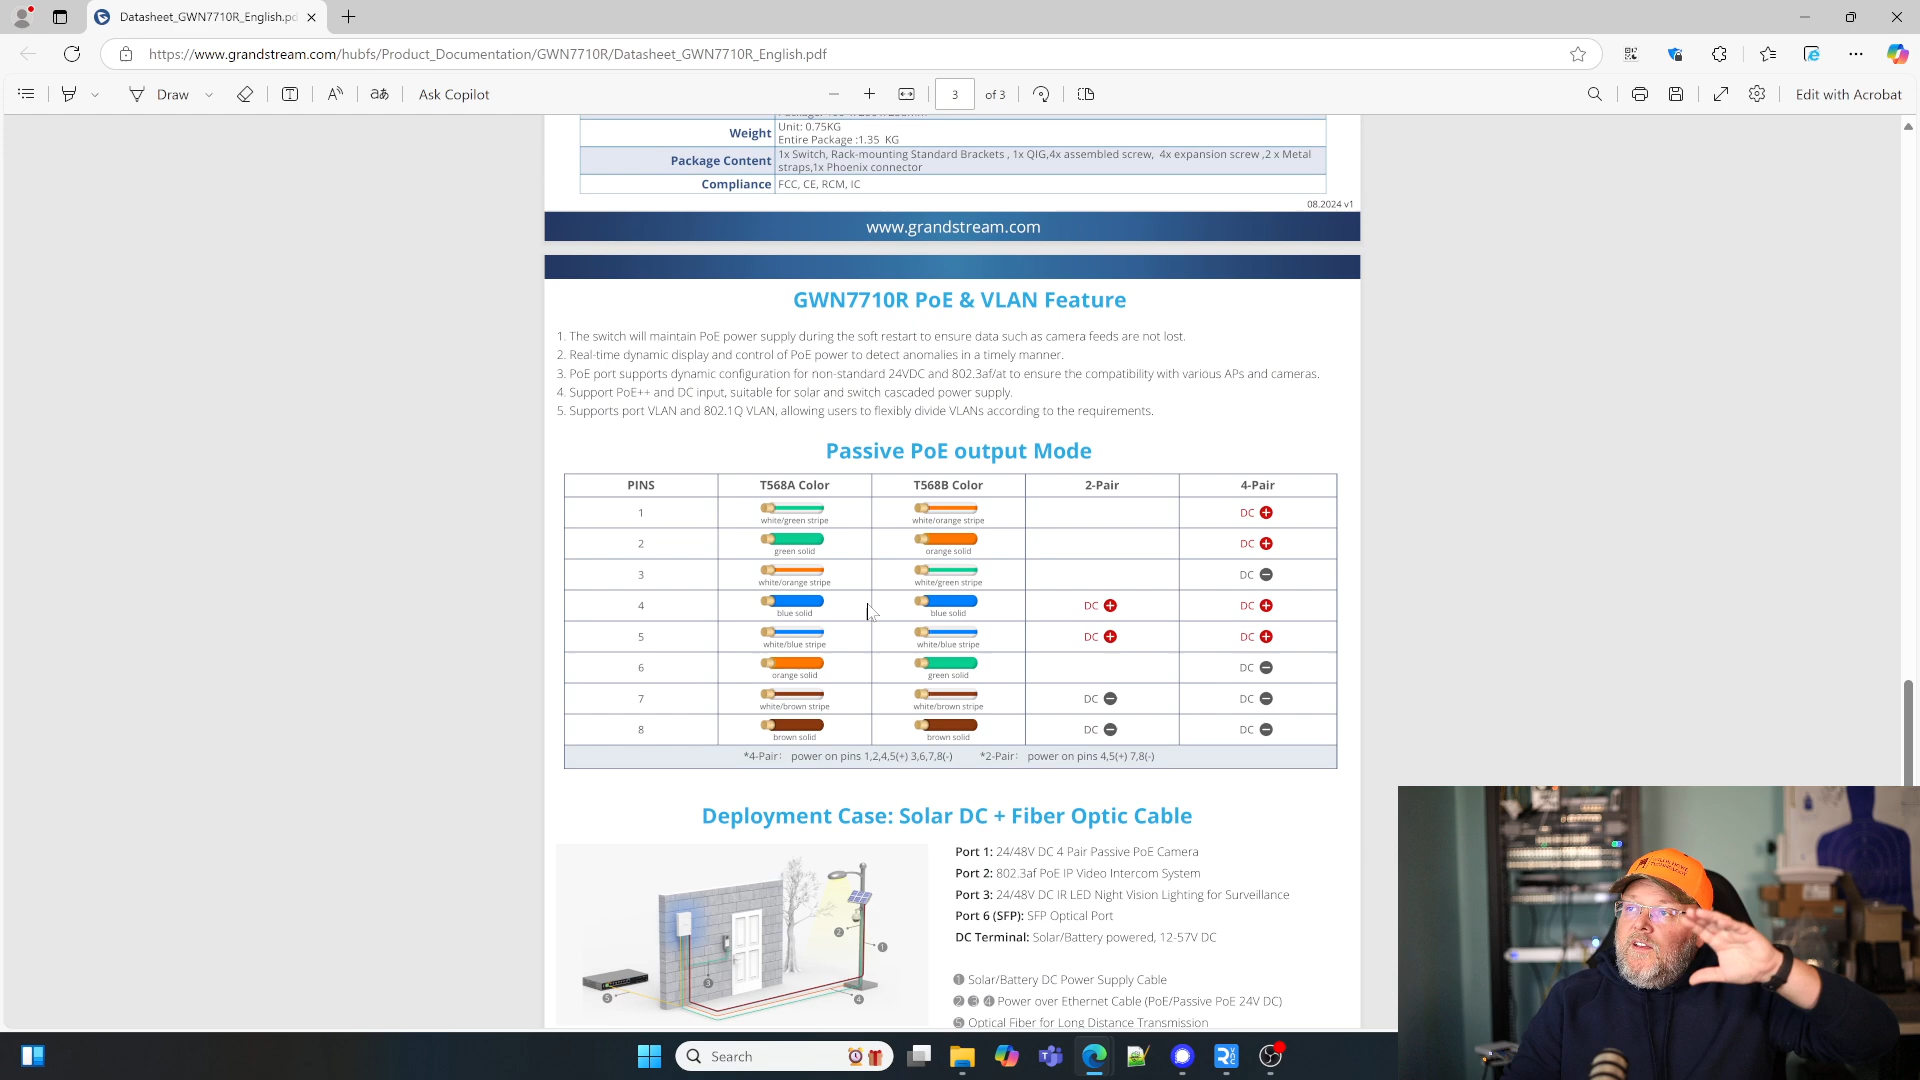 Datasheet_GWN7710R_English.pd
https://www.grandstream.com/hubfs/Product_Documentation/GWN7710R/Datasheet_GWN7710R_English.pdf
Draw
Ask Copilot
3 of 3
Edit with Acrobat
Weight Unit: 0.75KG
Entire Package :1.35 KG
Package Content 1x Switch, Rack-mounting Standard Brackets , 1x QIG,4x assembled screw, 4x expansion screw ,2 x Metal
straps,1x Phoenix connector
Compliance FCC, CE, RCM, IC
08.2024 v1
www.grandstream.com
GWN7710R PoE & VLAN Feature
1. The switch will maintain PoE power supply during the soft restart to ensure data such as camera feeds are not lost.
2. Real-time dynamic display and control of PoE power to detect anomalies in a timely manner.
3. PoE port supports dynamic configuration for non-standard 24VDC and 802.3af/at to ensure the compatibility with various APs and cameras.
4. Support PoE++ and DC input, suitable for solar and switch cascaded power supply.
5. Supports port VLAN and 802.1Q VLAN, allowing users to flexibly divide VLANs according to the requirements.
Passive PoE output Mode
PINS T568A Color T568B Color 2-Pair 4-Pair
1 white/green stripe white/orange stripe DC +
2 green solid orange solid DC +
3 white/orange stripe white/green stripe DC -
4 blue solid blue solid DC + DC +
5 white/blue stripe white/blue stripe DC + DC +
6 orange solid green solid DC -
7 white/brown stripe white/brown stripe DC - DC -
8 brown solid brown solid DC - DC -
*4-Pair: power on pins 1,2,4,5(+) 3,6,7,8(-) *2-Pair: power on pins 4,5(+) 7,8(-)
Deployment Case: Solar DC + Fiber Optic Cable
Port 1: 24/48V DC 4 Pair Passive PoE Camera
Port 2: 802.3af PoE IP Video Intercom System
Port 3: 24/48V DC IR LED Night Vision Lighting for Surveillance
Port 6 (SFP): SFP Optical Port
DC Terminal: Solar/Battery powered, 12-57V DC
1 Solar/Battery DC Power Supply Cable
2 3 4 Power over Ethernet Cable (PoE/Passive PoE 24V DC)
5 Optical Fiber for Long Distance Transmission
2
1
3
4
5
Search